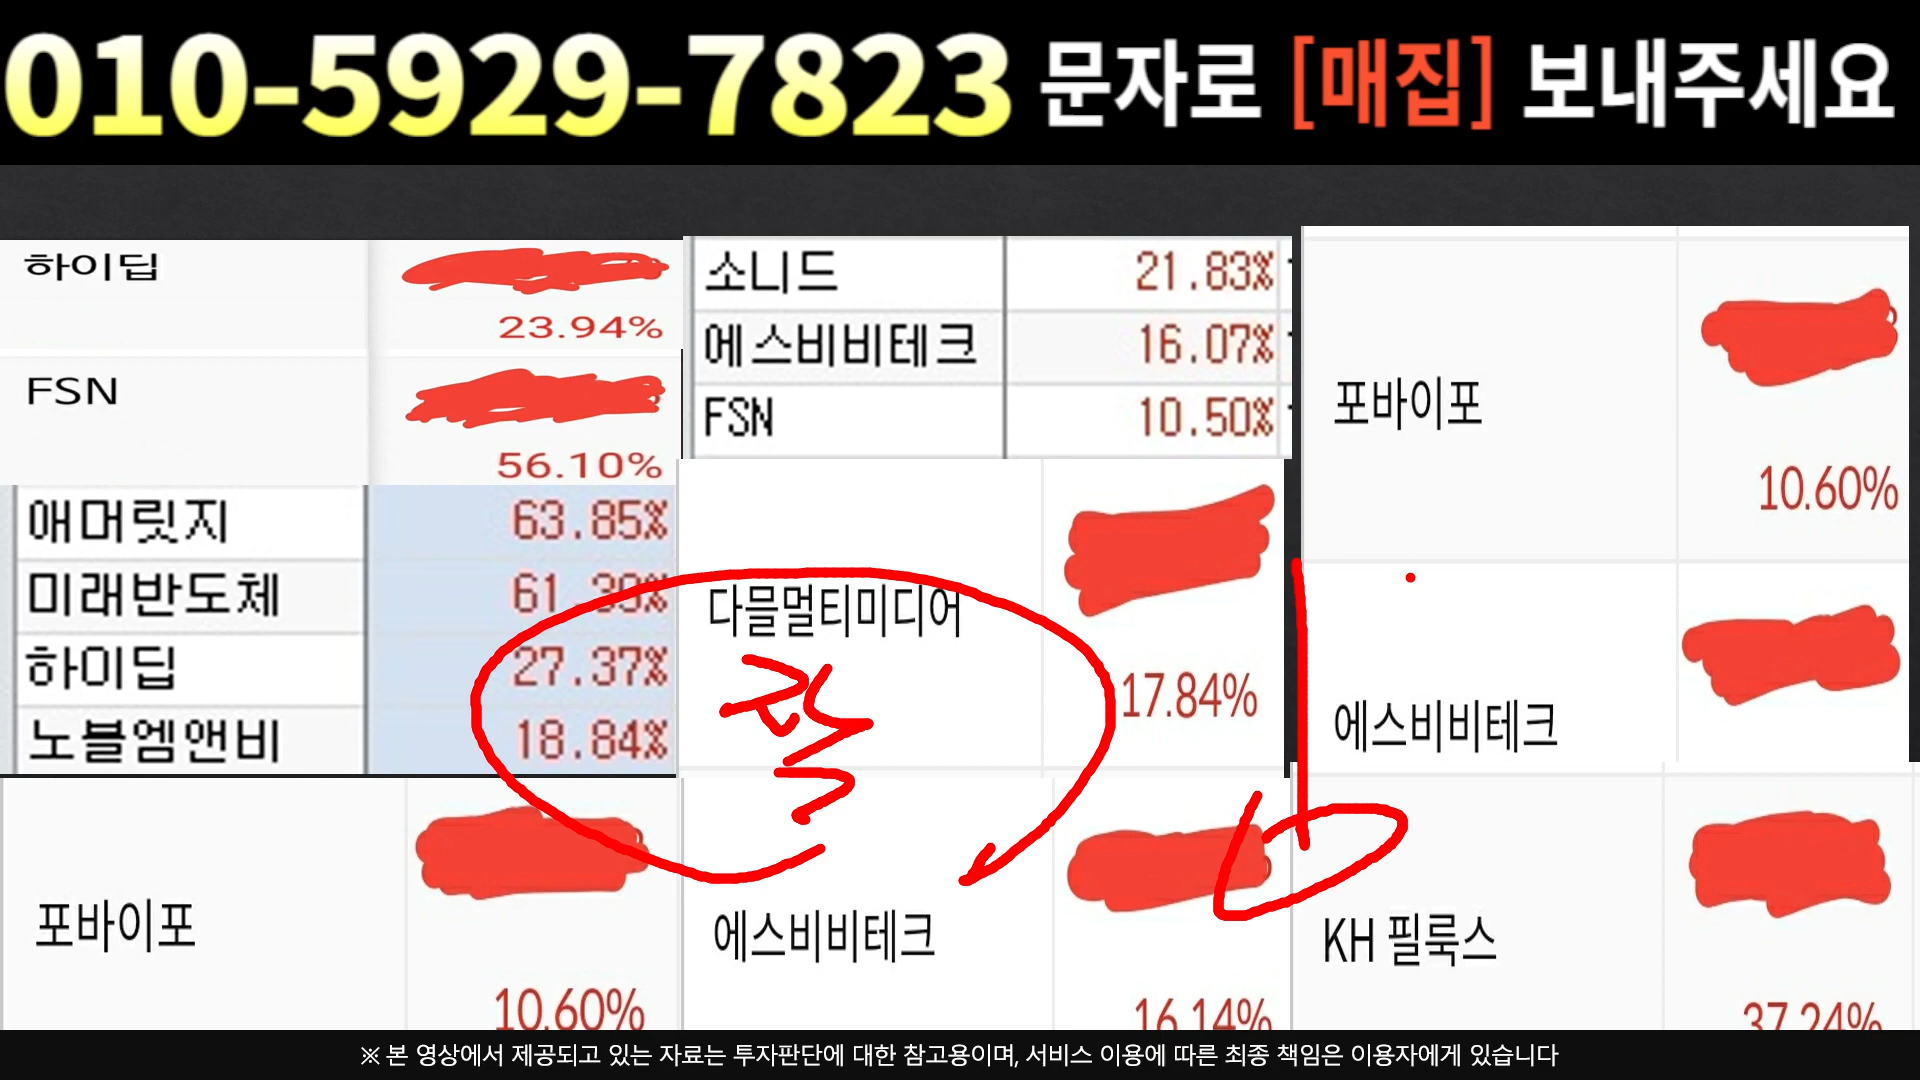 010-5929-7823 문자로 [매집] 보내주세요
하이딥
23.94%
FSN
56.10%
애머릿지 63.85%
미래반도체 61.39%
하이딥 27.37%
노블엠앤비 18.84%
소니드 21.83%
에스비비테크 16.07%
FSN 10.50%
다믈멀티미디어
17.84%
포바이포
10.60%
에스비비테크
포바이포
10.60%
에스비비테크
16.14%
KH 필룩스
37.24%
※ 본 영상에서 제공되고 있는 자료는 투자판단에 대한 참고용이며, 서비스 이용에 따른 최종 책임은 이용자에게 있습니다